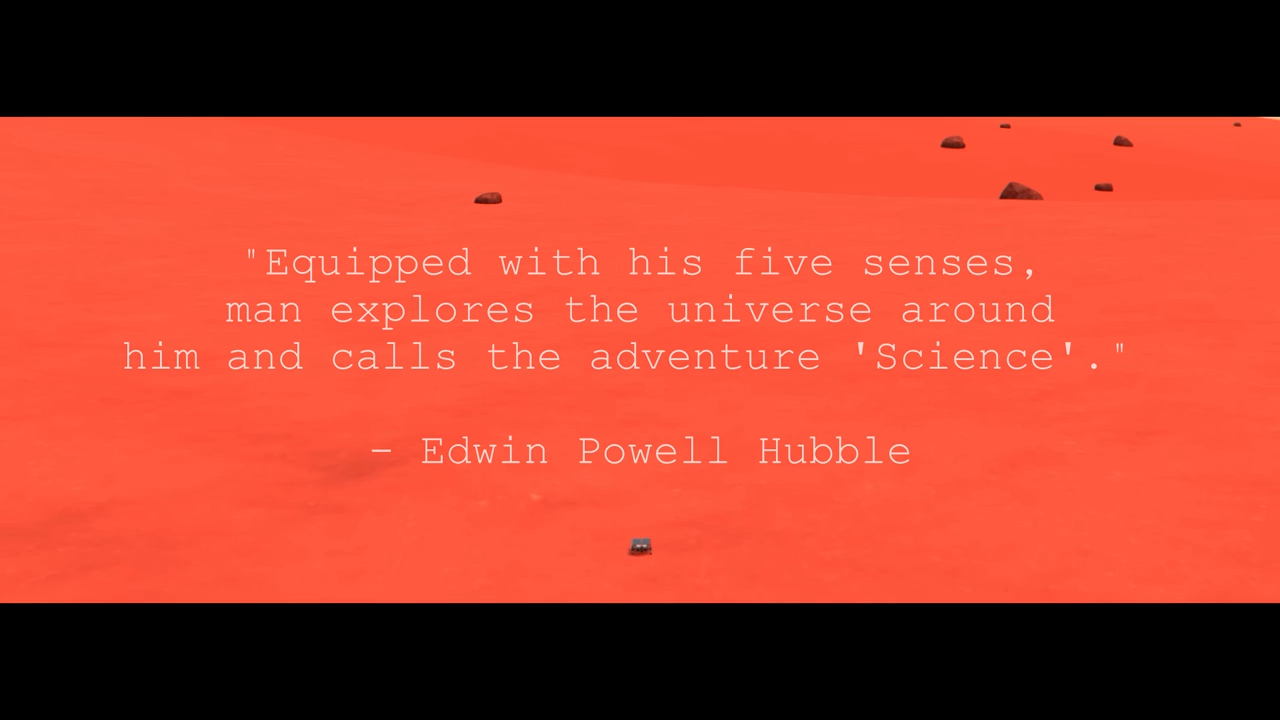 "Equipped with his five senses,
man explores the universe around
him and calls the adventure 'Science'."
- Edwin Powell Hubble